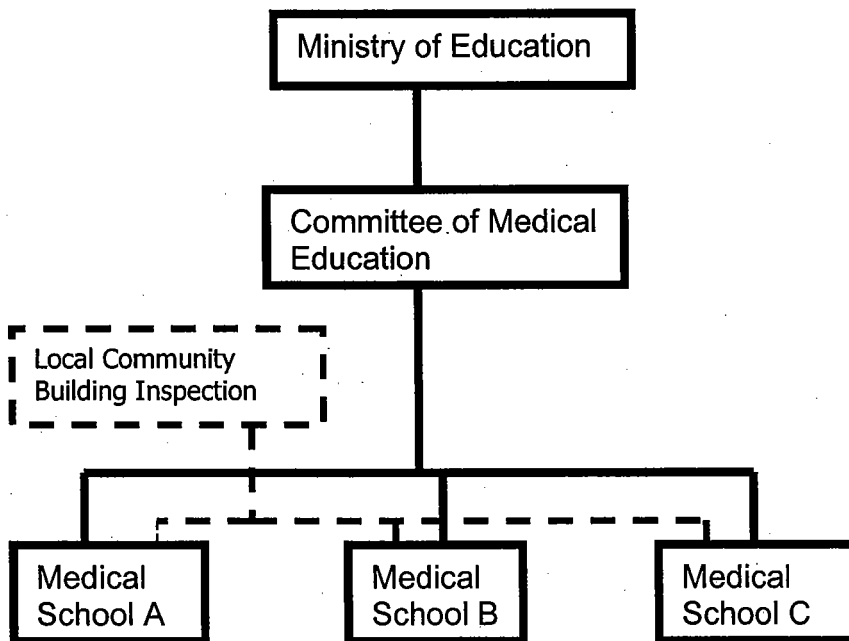 Ministry of Education
Committee of Medical
Education
Local Community
Building Inspection
Medical
School A
Medical
School B
Medical
School C